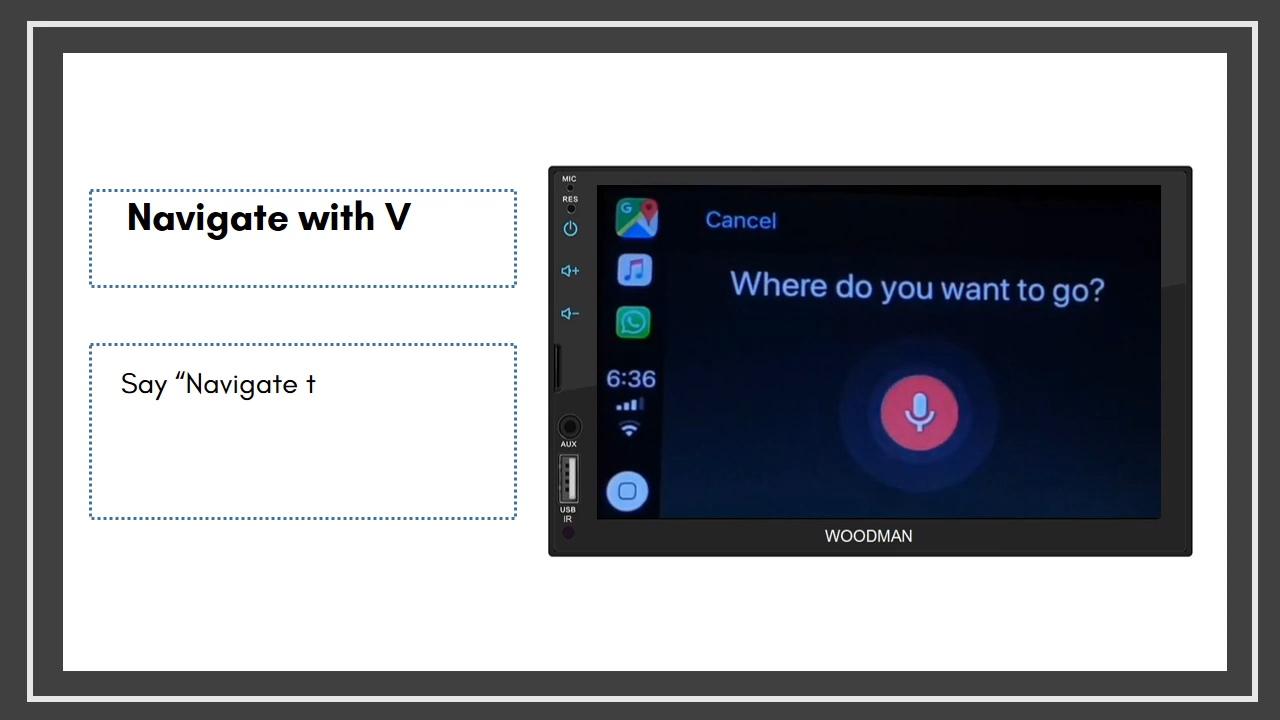 Navigate with V
Say “Navigate t
MIC
RES
AUX
USB
IR
G
Cancel
Where do you want to go?
6:36
WOODMAN